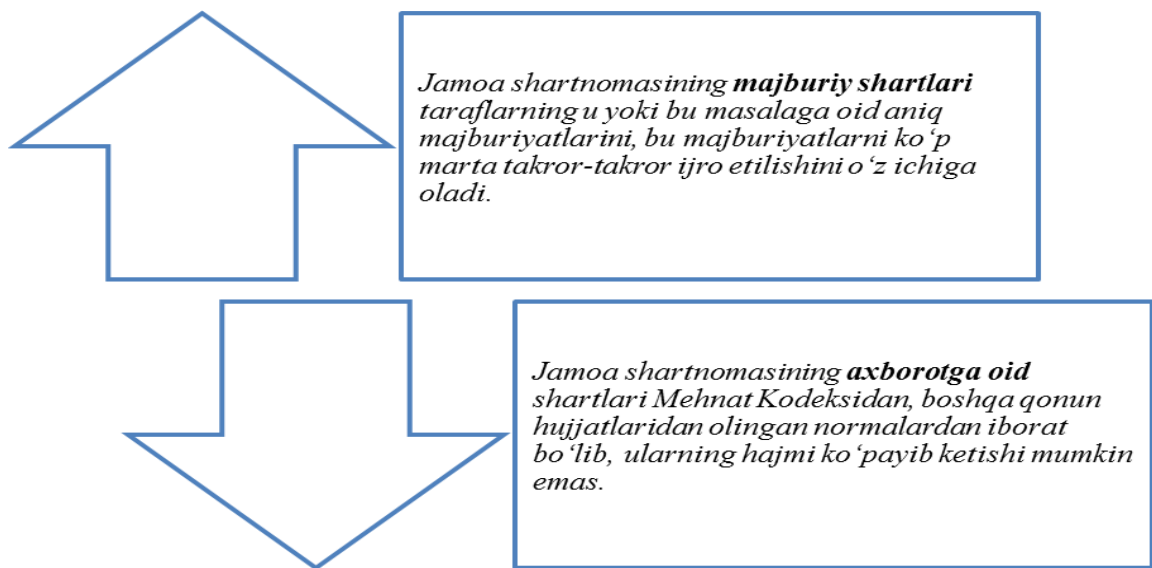 Jamoa shartnomasining majburiy shartlari
taraflarning u yoki bu masalaga oid aniq
majburiyatlarini, bu majburiyatlarni ko‘p
marta takror-takror ijro etilishini o‘z ichiga
oladi.
Jamoa shartnomasining axborotga oid
shartlari Mehnat Kodeksidan, boshqa qonun
hujjatlaridan olingan normalardan iborat
bo‘lib, ularning hajmi ko‘payib ketishi mumkin
emas.